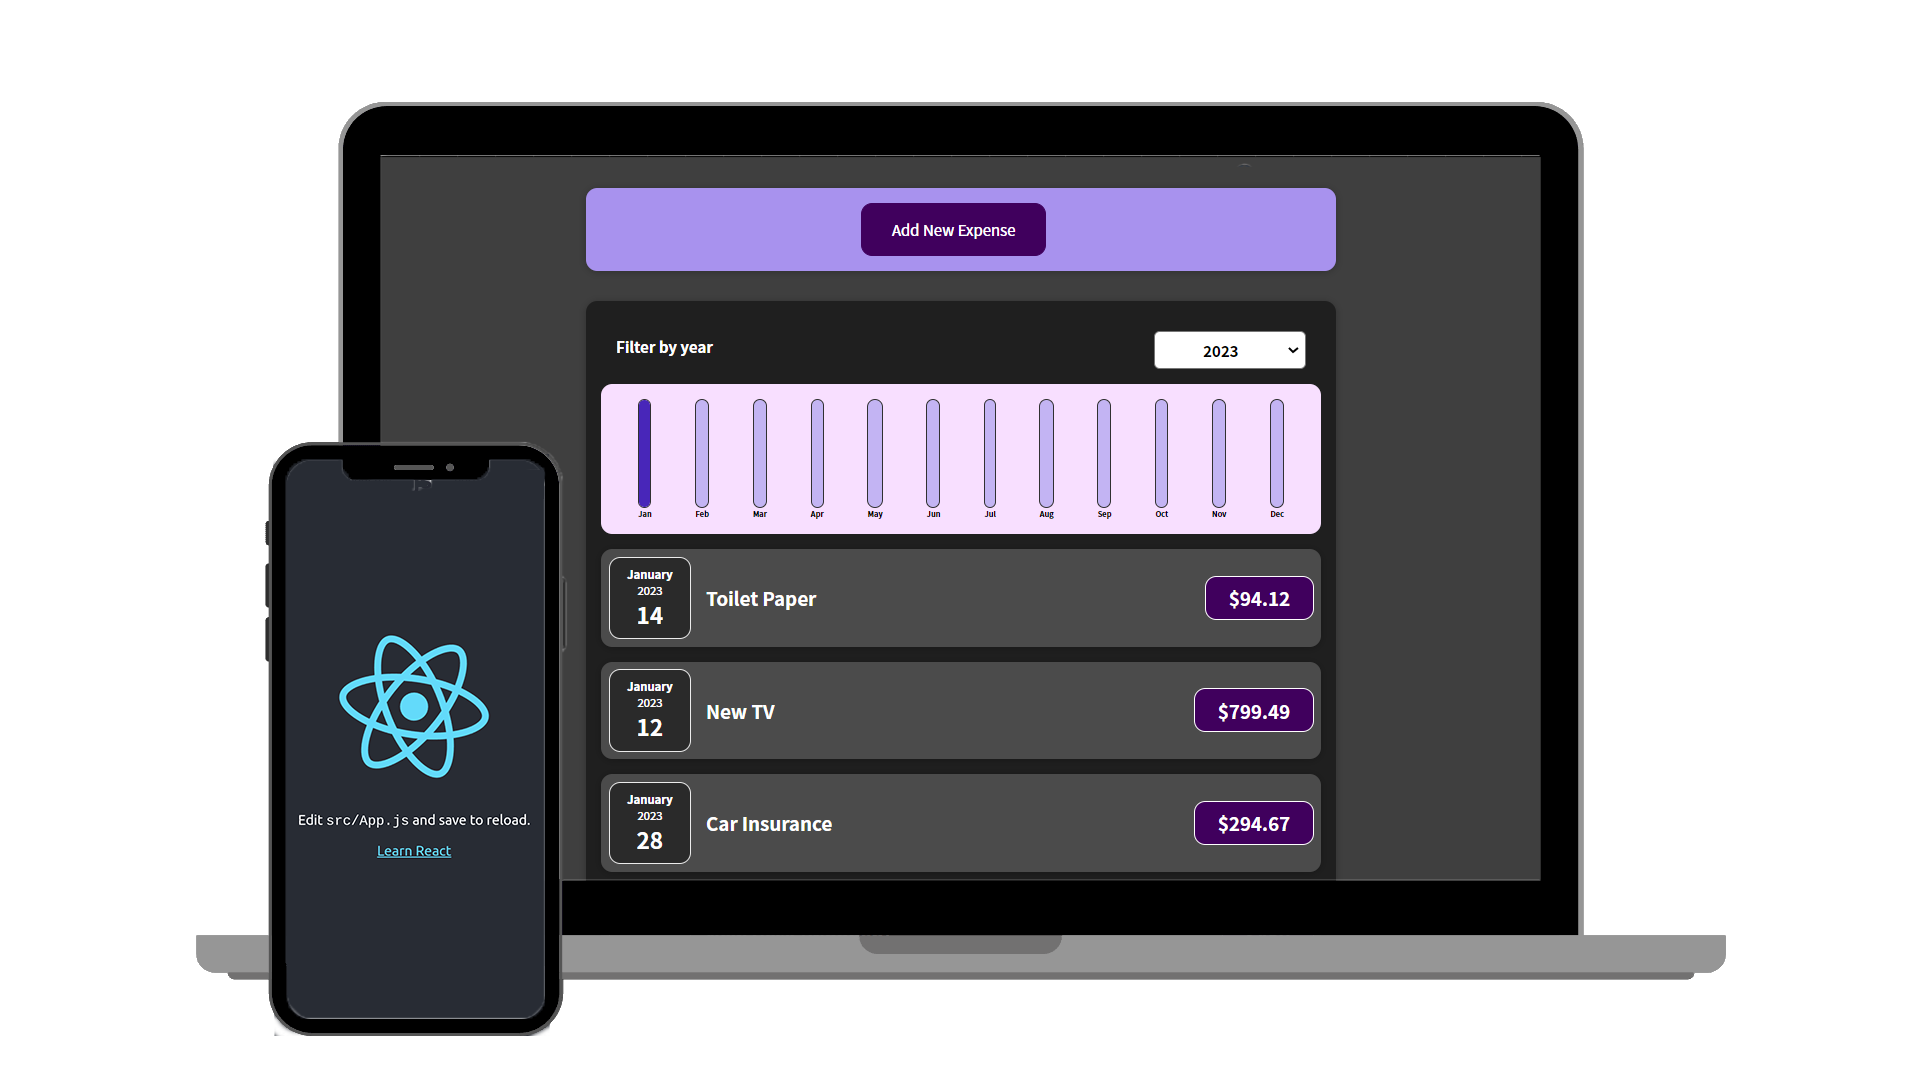 Add New Expense
Filter by year
2023
Jan Feb Mar Apr May Jun Jul Aug Sep Oct Nov Dec
January
2023
14
Toilet Paper
$94.12
January
2023
12
New TV
$799.49
January
2023
28
Car Insurance
$294.67
Edit src/App.js and save to reload.
Learn React